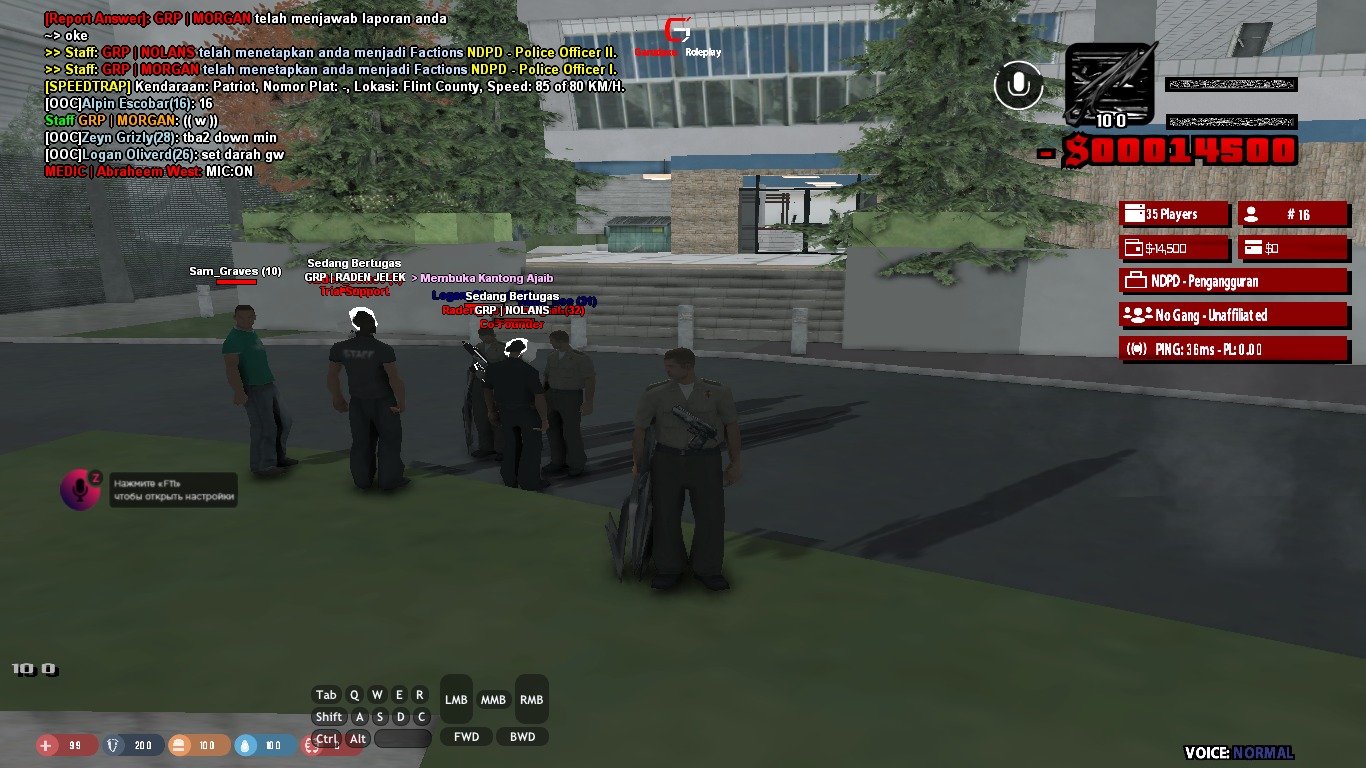 [Report Answer]: GRP | MORGAN telah menjawab laporan anda
~> oke
>> Staff: GRP | NOLANS telah menetapkan anda menjadi Factions NDPD - Police Officer II.
>> Staff: GRP | MORGAN telah menetapkan anda menjadi Factions NDPD - Police Officer I.
[SPEEDTRAP] Kendaraan: Patriot, Nomor Plat: -, Lokasi: Flint County, Speed: 85 of 80 KM/H.
[OOC]Alpin Escobar(16): 16
Staff GRP | MORGAN: (( w ))
[OOC]Zeyn Grizly(28): tba2 down min
[OOC]Logan Oliverd(26): set darah gw
MEDIC | Abraheem West: MIC:ON
Roleplay
10 0
- $00014500
35 Players
# 16
$-14,500
$0
NDPD - Pengangguran
No Gang - Unaffiliated
PING: 36ms - PL: 0.00
Sam_Graves (10)
Sedang Bertugas
GRP | RADEN JELEK
Trial Support
> Membuka Kantong Ajaib
Sedang Bertugas
GRP | NOLANS
Co-Founder
STAFF
Z
Нажмите «F11»
чтобы открыть настройки
10 0
Tab Q W E R
Shift A S D C
Ctrl Alt
LMB MMB RMB
FWD BWD
99 200 100 100
VOICE: NORMAL